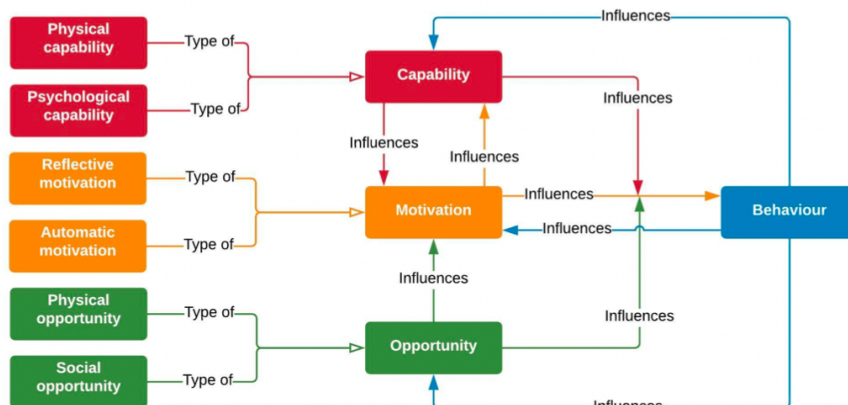 Influences
Physical
capability
Type of
Capability
Psychological
capability
Type of
Influences
Influences
Influences
Reflective
motivation
Type of
Influences
Motivation
Behaviour
Automatic
motivation
Type of
Influences
Influences
Physical
opportunity
Type of
Influences
Opportunity
Social
opportunity
Type of
Influences